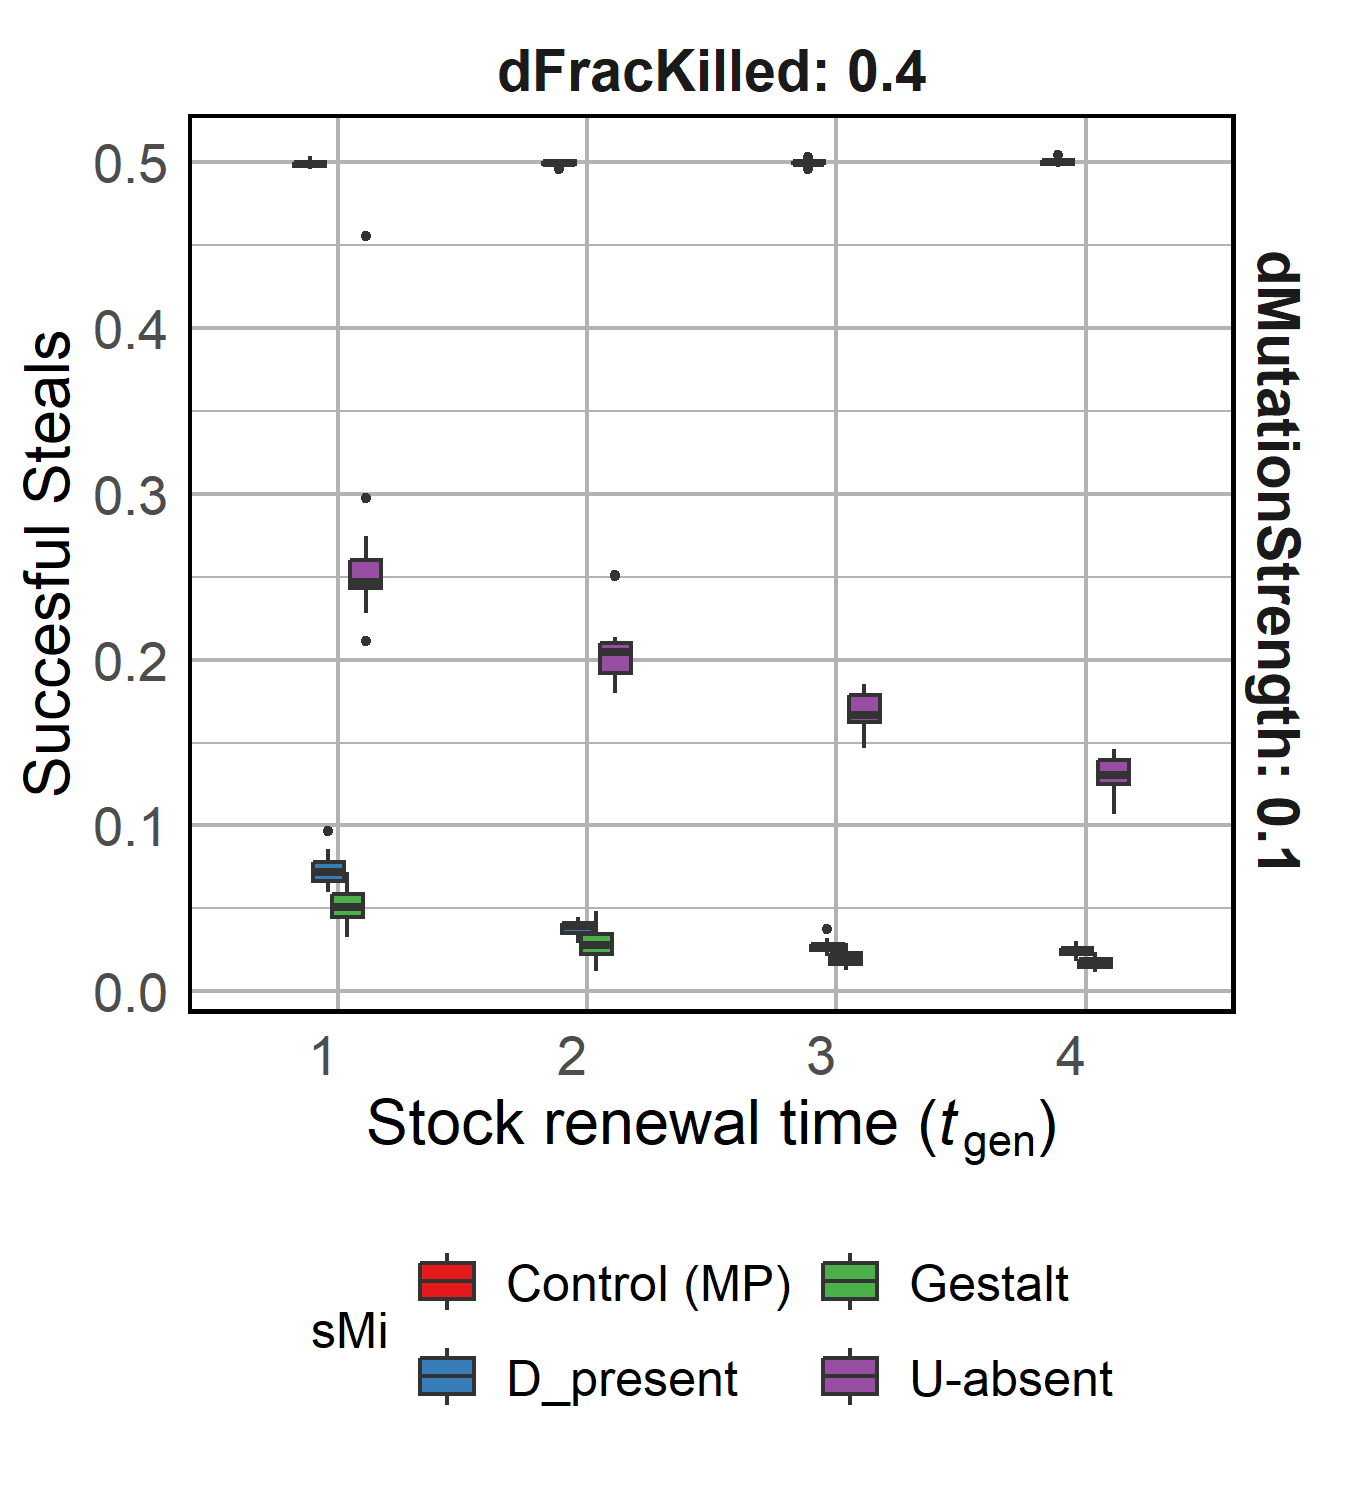 dFracKilled: 0.4
0.5
0.4
0.3
0.2
0.1
0.0
Succesful Steals
dMutationStrength: 0.1
1 2 3 4
Stock renewal time (t gen)
sMi
Control (MP) Gestalt
D_present U-absent